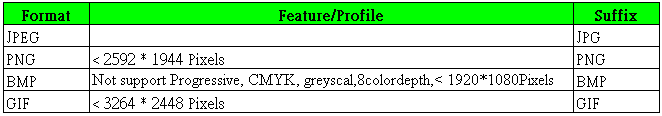 Format Feature/Profile Suffix
JPEG JPG
PNG < 2592 * 1944 Pixels PNG
BMP Not support Progressive, CMYK, greyscal,8colordepth,< 1920*1080Pixels BMP
GIF < 3264 * 2448 Pixels GIF